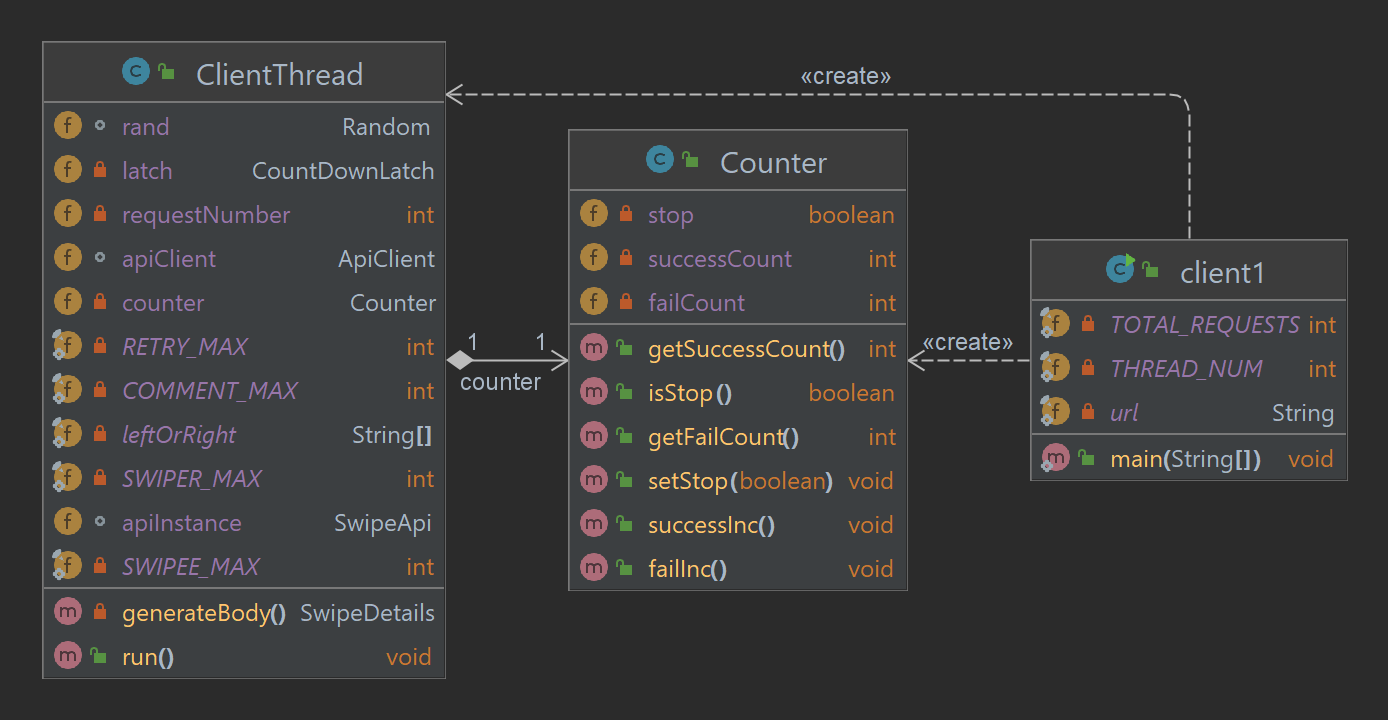 C ClientThread
f rand Random
f latch CountDownLatch
f requestNumber int
f apiClient ApiClient
f counter Counter
f RETRY_MAX int
f COMMENT_MAX int
f leftOrRight String[]
f SWIPER_MAX int
f apiInstance SwipeApi
f SWIPEE_MAX int
m generateBody() SwipeDetails
m run() void
1 1
counter
C Counter
f stop boolean
f successCount int
f failCount int
m getSuccessCount() int
m isStop() boolean
m getFailCount() int
m setStop(boolean) void
m successInc() void
m failInc() void
«create»
«create»
C client1
f TOTAL_REQUESTS int
f THREAD_NUM int
f url String
m main(String[]) void